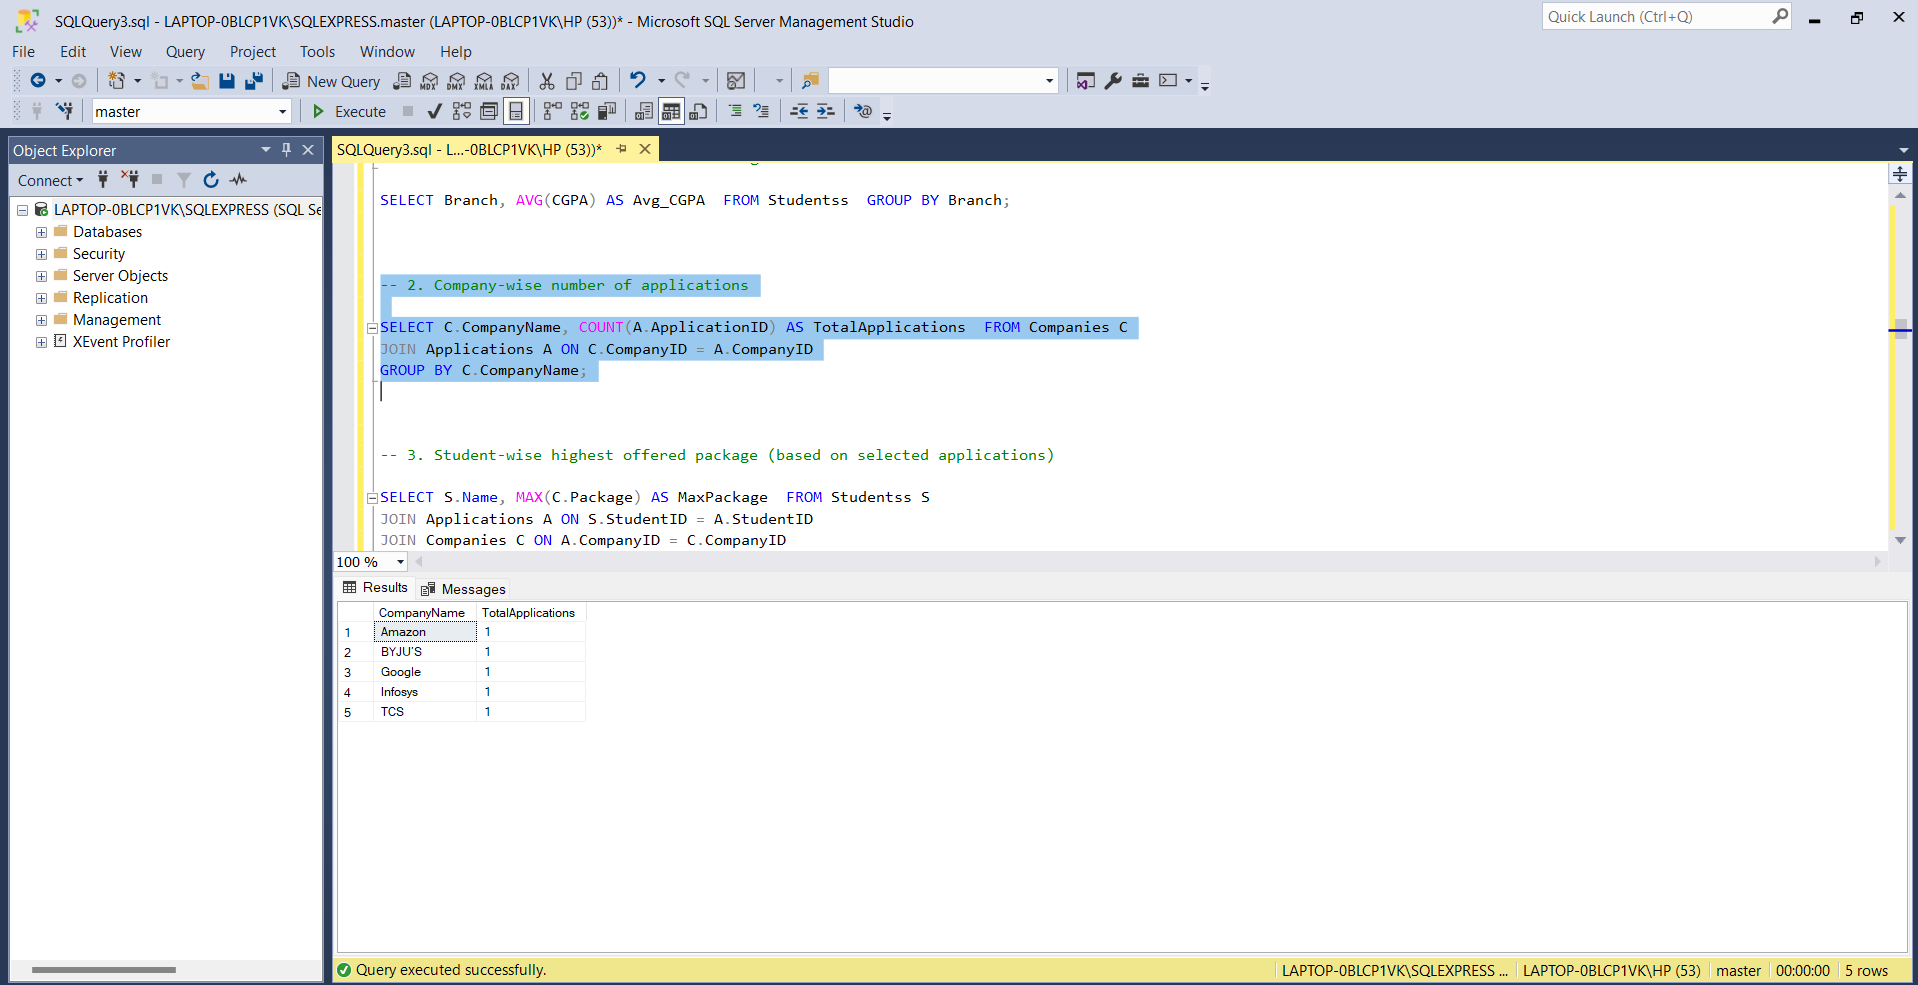 SQLQuery3.sql - LAPTOP-0BLCP1VK\SQLEXPRESS.master (LAPTOP-0BLCP1VK\HP (53))* - Microsoft SQL Server Management Studio
Quick Launch (Ctrl+Q)
File Edit View Query Project Tools Window Help
New Query MDX DMX XMLA DAX
master Execute
Object Explorer
Connect
LAPTOP-0BLCP1VK\SQLEXPRESS (SQL Se
Databases
Security
Server Objects
Replication
Management
XEvent Profiler
SQLQuery3.sql - L...-0BLCP1VK\HP (53))*
SELECT Branch, AVG(CGPA) AS Avg_CGPA  FROM Studentss  GROUP BY Branch;
-- 2. Company-wise number of applications
SELECT C.CompanyName, COUNT(A.ApplicationID) AS TotalApplications  FROM Companies C
JOIN Applications A ON C.CompanyID = A.CompanyID
GROUP BY C.CompanyName;
-- 3. Student-wise highest offered package (based on selected applications)
SELECT S.Name, MAX(C.Package) AS MaxPackage  FROM Studentss S
JOIN Applications A ON S.StudentID = A.StudentID
JOIN Companies C ON A.CompanyID = C.CompanyID
100 %
Results Messages
CompanyName TotalApplications
1 Amazon 1
2 BYJU'S 1
3 Google 1
4 Infosys 1
5 TCS 1
Query executed successfully. LAPTOP-0BLCP1VK\SQLEXPRESS ... LAPTOP-0BLCP1VK\HP (53) master 00:00:00 5 rows